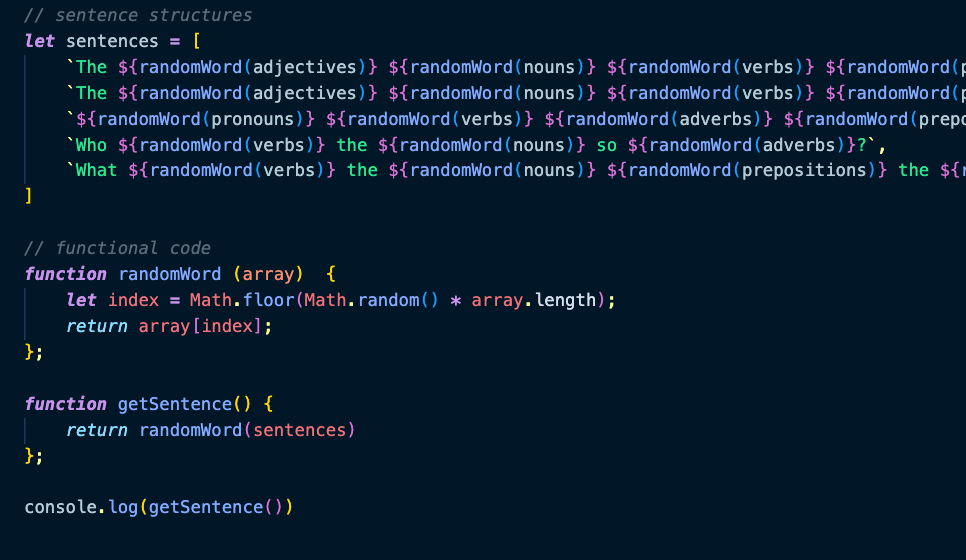 // sentence structures
let sentences = [
`The ${randomWord(adjectives)} ${randomWord(nouns)} ${randomWord(verbs)} ${randomWord(
`The ${randomWord(adjectives)} ${randomWord(nouns)} ${randomWord(verbs)} ${randomWord(
`${randomWord(pronouns)} ${randomWord(verbs)} ${randomWord(adverbs)} ${randomWord(prepo
`Who ${randomWord(verbs)} the ${randomWord(nouns)} so ${randomWord(adverbs)}?`,
`What ${randomWord(verbs)} the ${randomWord(nouns)} ${randomWord(prepositions)} the ${
]
// functional code
function randomWord (array)  {
let index = Math.floor(Math.random() * array.length);
return array[index];
};
function getSentence() {
return randomWord(sentences)
};
console.log(getSentence())